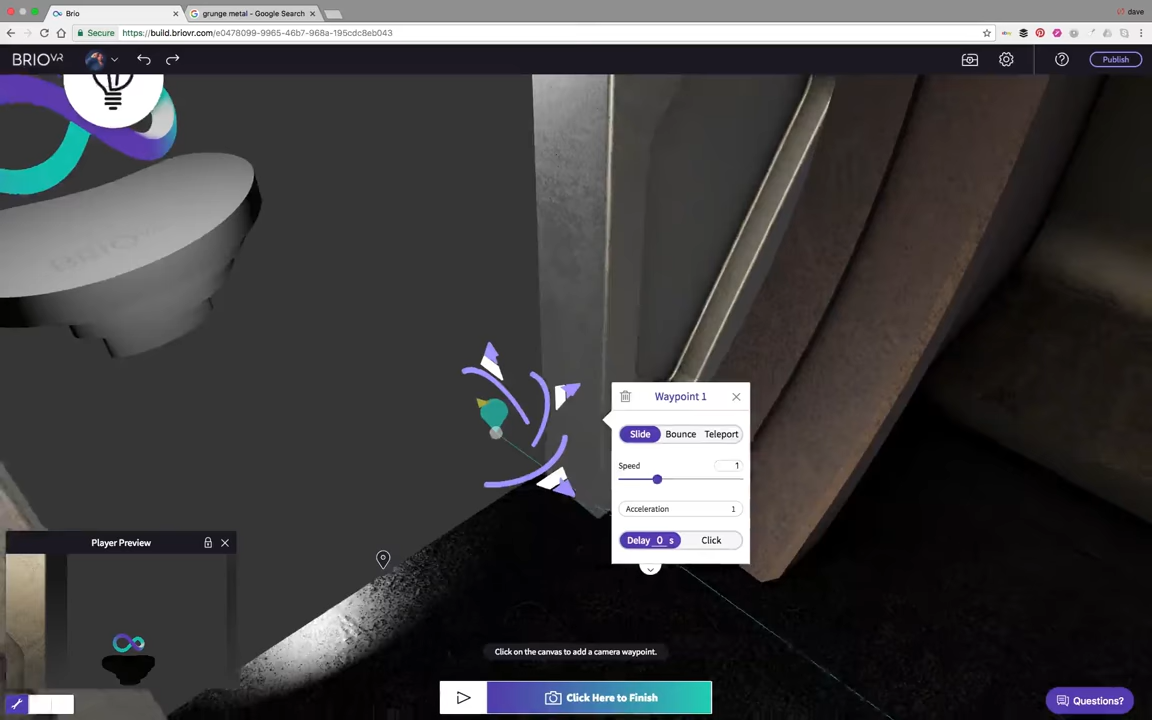 Brio
grunge metal - Google Search
dave
Secure
https://build.briovr.com/e0478099-9965-46b7-968a-195cdc8eb043
BRIOVR
Publish
Waypoint 1
Slide
Bounce
Teleport
Speed
1
Acceleration
1
Delay 0 s
Click
Player Preview
Click on the canvas to add a camera waypoint.
Click Here to Finish
Questions?